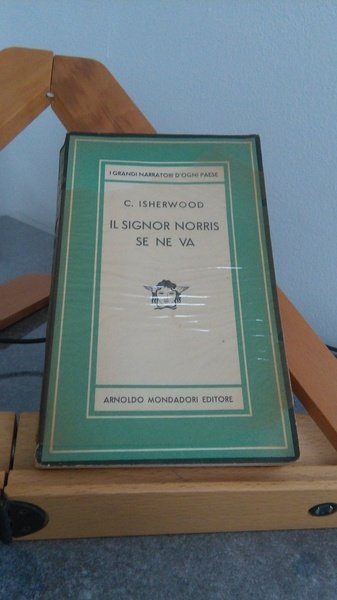 I GRANDI NARRATORI D'OGNI PAESE
C. ISHERWOOD
IL SIGNOR NORRIS
SE NE VA
ARNOLDO MONDADORI EDITORE